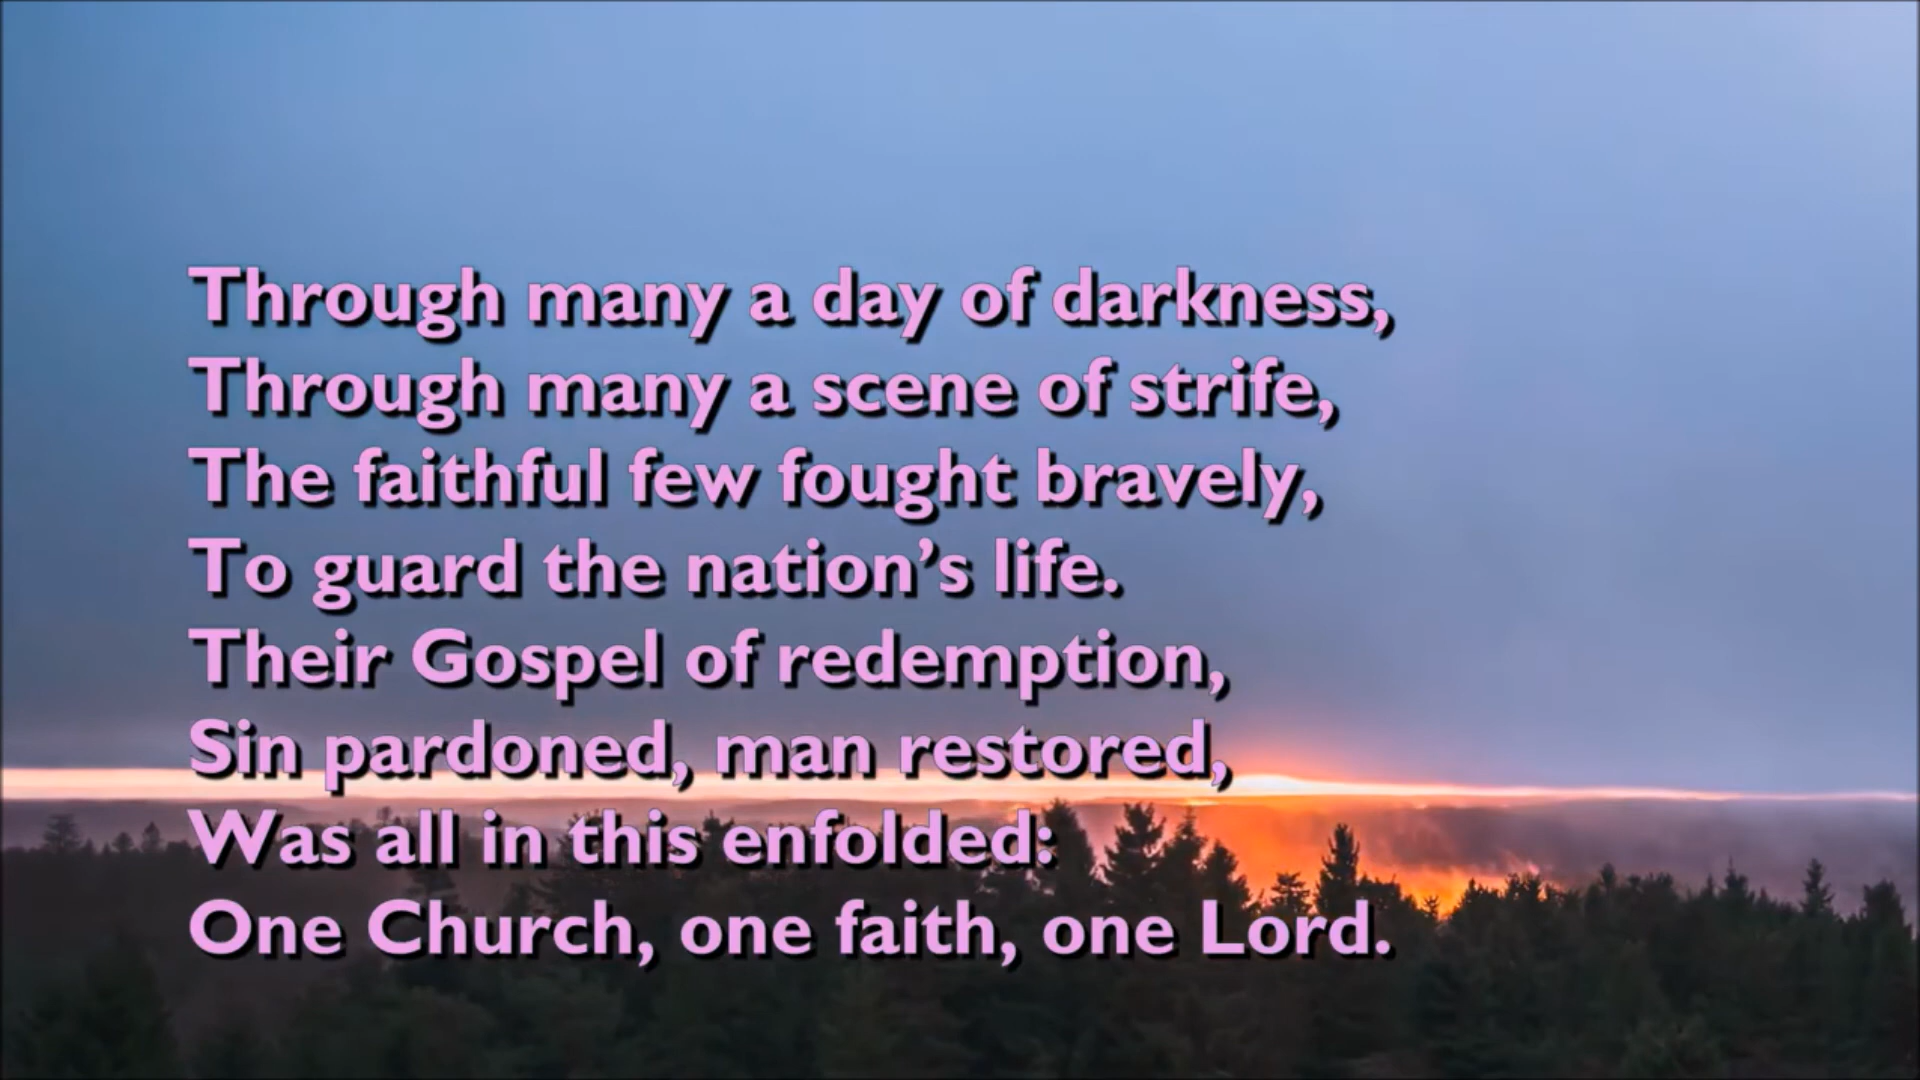 Through many a day of darkness,
Through many a scene of strife,
The faithful few fought bravely,
To guard the nation’s life.
Their Gospel of redemption,
Sin pardoned, man restored,
Was all in this enfolded:
One Church, one faith, one Lord.